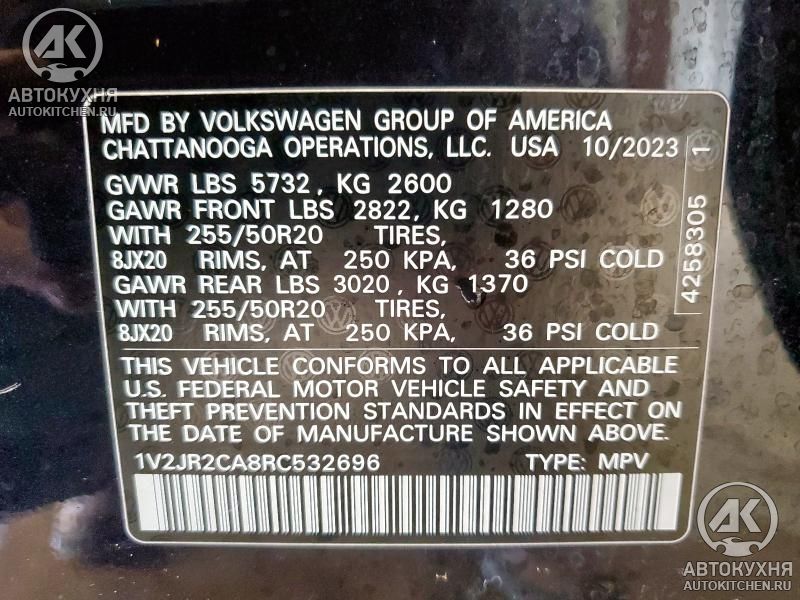 AK
АВТОКУХНЯ
AUTOKITCHEN.RU
MFD BY VOLKSWAGEN GROUP OF AMERICA
CHATTANOOGA OPERATIONS, LLC. USA 10/2023
GVWR LBS 5732, KG 2600
GAWR FRONT LBS 2822, KG 1280
WITH 255/50R20 TIRES,
8JX20 RIMS, AT 250 KPA, 36 PSI COLD
GAWR REAR LBS 3020, KG 1370
WITH 255/50R20 TIRES,
8JX20 RIMS, AT 250 KPA, 36 PSI COLD
4258305 1
THIS VEHICLE CONFORMS TO ALL APPLICABLE
U.S. FEDERAL MOTOR VEHICLE SAFETY AND
THEFT PREVENTION STANDARDS IN EFFECT ON
THE DATE OF MANUFACTURE SHOWN ABOVE.
1V2JR2CA8RC532696 TYPE: MPV
AK
АВТОКУХНЯ
AUTOKITCHEN.RU